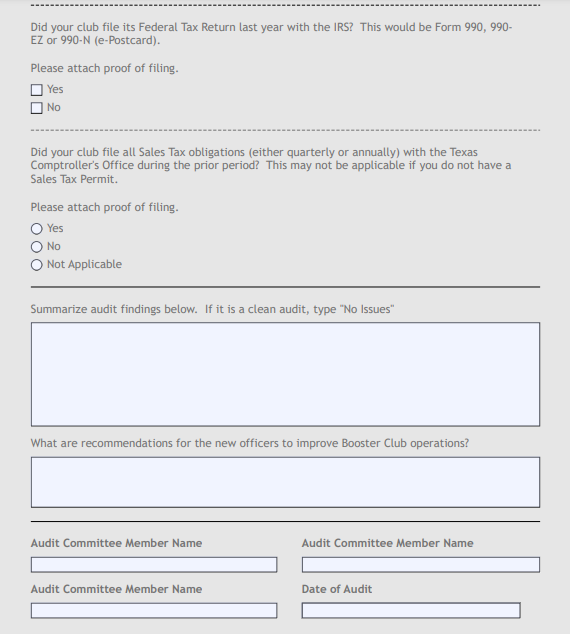 Did your club file its Federal Tax Return last year with the IRS?  This would be Form 990, 990-
EZ or 990-N (e-Postcard).
Please attach proof of filing.
Yes
No
Did your club file all Sales Tax obligations (either quarterly or annually) with the Texas
Comptroller's Office during the prior period?  This may not be applicable if you do not have a
Sales Tax Permit.
Please attach proof of filing.
Yes
No
Not Applicable
Summarize audit findings below.  If it is a clean audit, type "No Issues"
What are recommendations for the new officers to improve Booster Club operations?
Audit Committee Member Name
Audit Committee Member Name
Audit Committee Member Name
Date of Audit